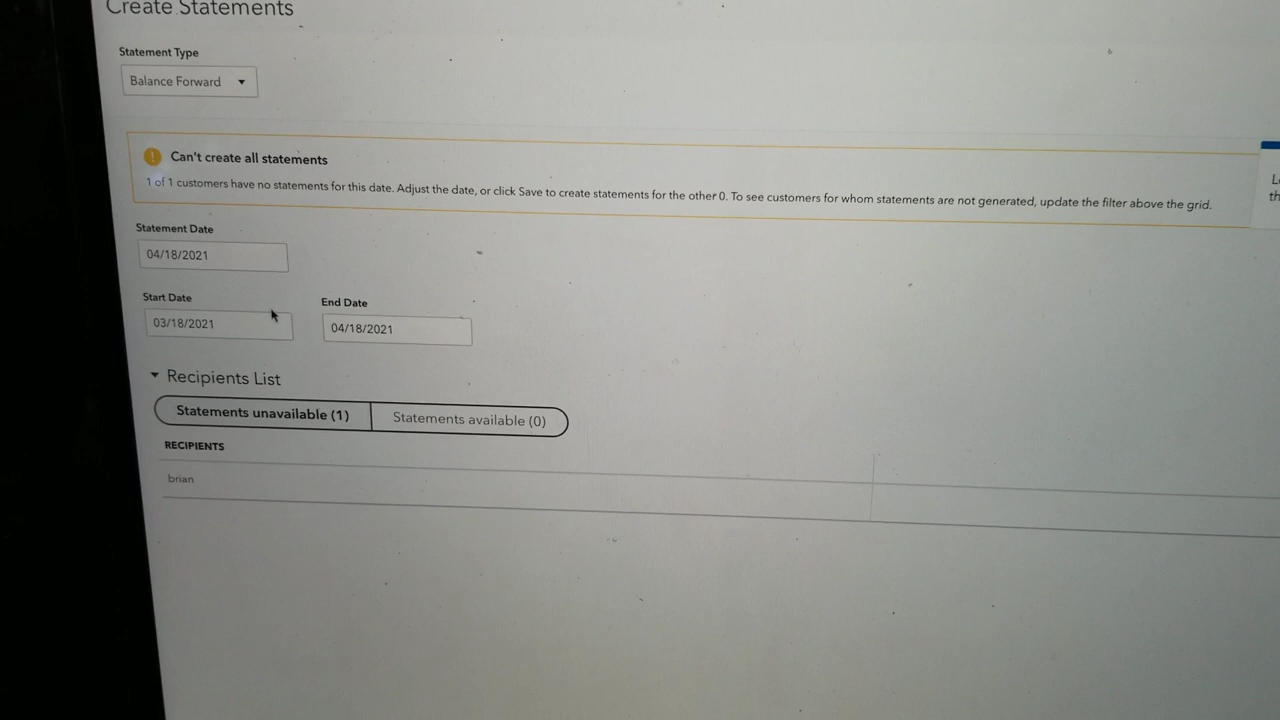 Create Statements
Statement Type
Balance Forward
Can't create all statements
1 of 1 customers have no statements for this date. Adjust the date, or click Save to create statements for the other 0. To see customers for whom statements are not generated, update the filter above the grid.
Statement Date
04/18/2021
Start Date
End Date
03/18/2021
04/18/2021
Recipients List
Statements unavailable (1)
Statements available (0)
RECIPIENTS
brian